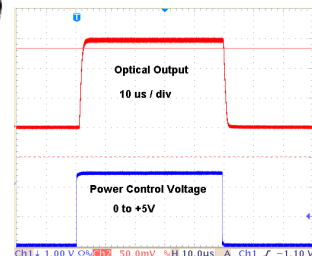 T
Optical Output
10 us / div
Power Control Voltage
0 to +5V
Ch1 1.00 V Ch2 50.0mV H 10.0µs A Ch1 -1.10 V